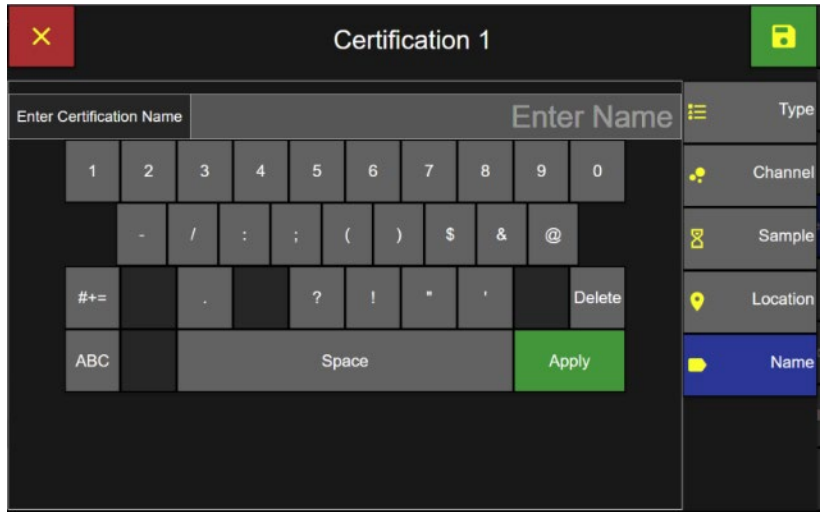 Certification 1
Enter Certification Name Enter Name
1 2 3 4 5 6 7 8 9 0
- / : ; ( ) $ & @
#+= . ? ! " ' Delete
ABC Space Apply
Type
Channel
Sample
Location
Name